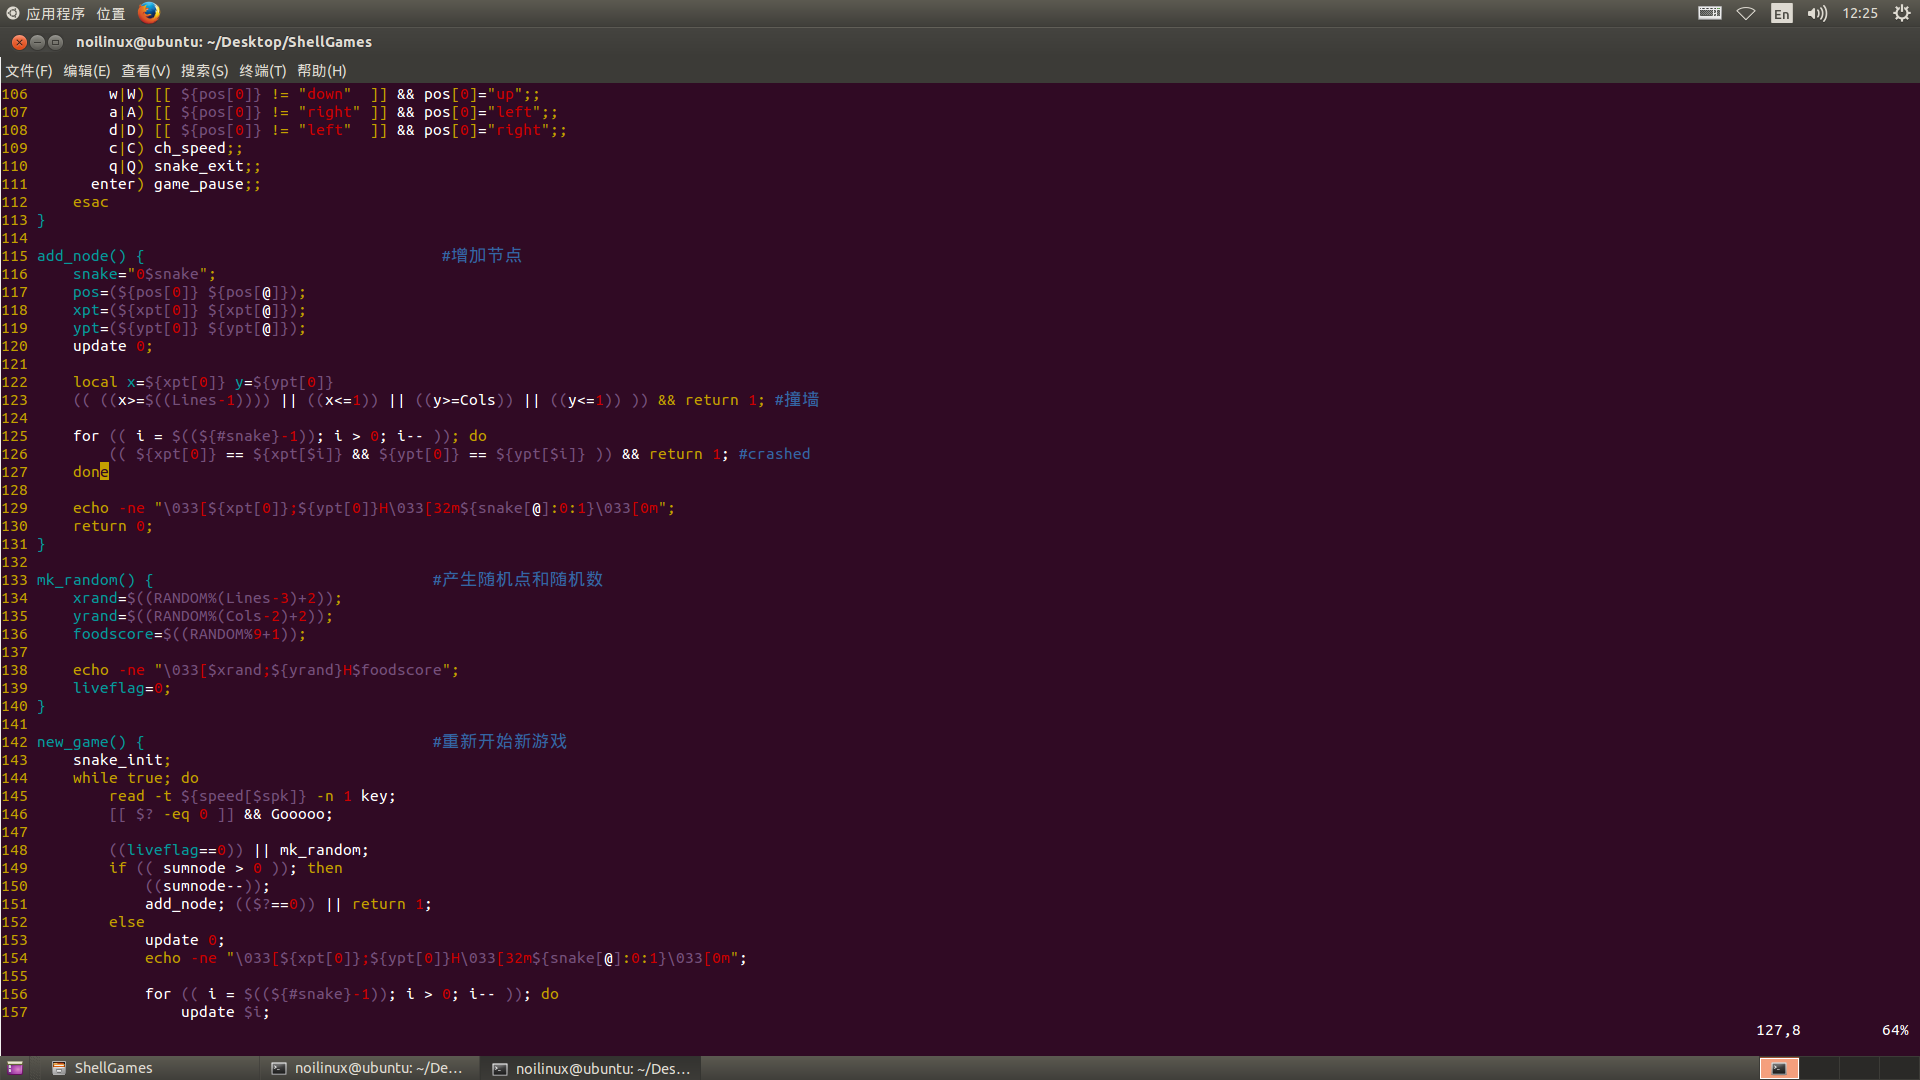 应用程序 位置 En 12:25
noilinux@ubuntu: ~/Desktop/ShellGames
文件(F) 编辑(E) 查看(V) 搜索(S) 终端(T) 帮助(H)
106         w|W) [[ ${pos[0]} != "down"  ]] && pos[0]="up";;
107         a|A) [[ ${pos[0]} != "right" ]] && pos[0]="left";;
108         d|D) [[ ${pos[0]} != "left"  ]] && pos[0]="right";;
109         c|C) ch_speed;;
110         q|Q) snake_exit;;
111       enter) game_pause;;
112     esac
113 }
114
115 add_node() {                                 #增加节点
116     snake="0$snake";
117     pos=(${pos[0]} ${pos[@]});
118     xpt=(${xpt[0]} ${xpt[@]});
119     ypt=(${ypt[0]} ${ypt[@]});
120     update 0;
121
122     local x=${xpt[0]} y=${ypt[0]}
123     (( ((x>=$((Lines-1)))) || ((x<=1)) || ((y>=Cols)) || ((y<=1)) )) && return 1; #撞墙
124
125     for (( i = $((${#snake}-1)); i > 0; i-- )); do
126         (( ${xpt[0]} == ${xpt[$i]} && ${ypt[0]} == ${ypt[$i]} )) && return 1; #crashed
127     done
128
129     echo -ne "\033[${xpt[0]};${ypt[0]}H\033[32m${snake[@]:0:1}\033[0m";
130     return 0;
131 }
132
133 mk_random() {                               #产生随机点和随机数
134     xrand=$((RANDOM%(Lines-3)+2));
135     yrand=$((RANDOM%(Cols-2)+2));
136     foodscore=$((RANDOM%9+1));
137
138     echo -ne "\033[$xrand;${yrand}H$foodscore";
139     liveflag=0;
140 }
141
142 new_game() {                                #重新开始新游戏
143     snake_init;
144     while true; do
145         read -t ${speed[$spk]} -n 1 key;
146         [[ $? -eq 0 ]] && Gooooo;
147
148         ((liveflag==0)) || mk_random;
149         if (( sumnode > 0 )); then
150             ((sumnode--));
151             add_node; (($?==0)) || return 1;
152         else
153             update 0;
154             echo -ne "\033[${xpt[0]};${ypt[0]}H\033[32m${snake[@]:0:1}\033[0m";
155
156             for (( i = $((${#snake}-1)); i > 0; i-- )); do
157                 update $i;
127,8 64%
ShellGames noilinux@ubuntu: ~/De... noilinux@ubuntu: ~/Des...